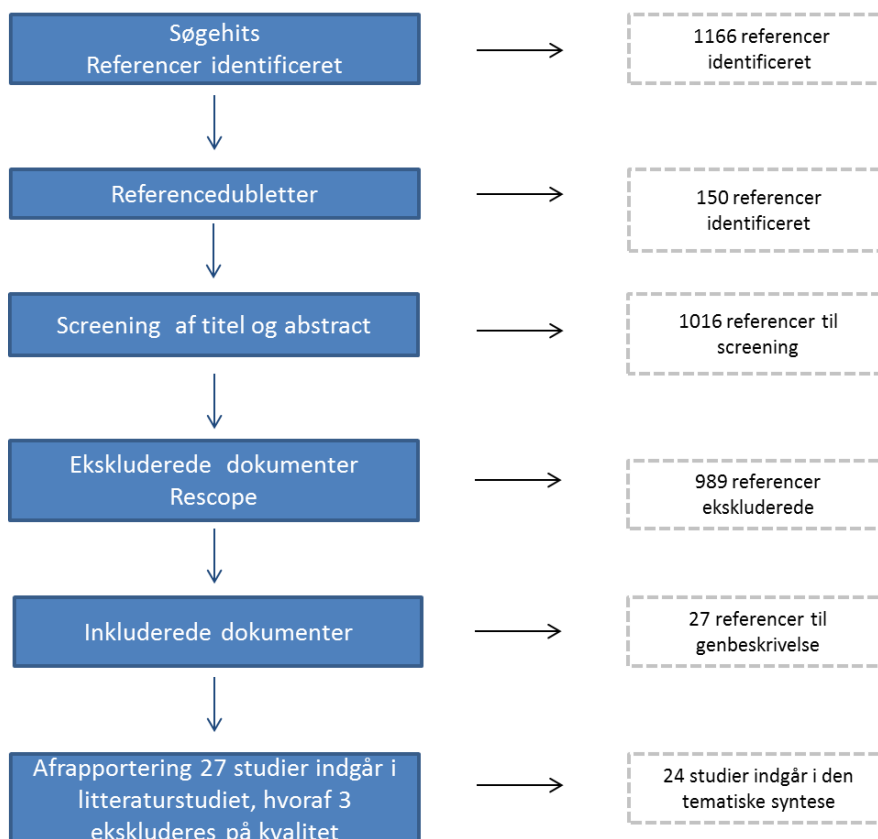 Søgehits
Referencer identificeret
1166 referencer
identificeret
Referencedubletter
150 referencer
identificeret
Screening af titel og abstract
1016 referencer til
screening
Ekskluderede dokumenter
Rescope
989 referencer
ekskluderede
Inkluderede dokumenter
27 referencer til
genbeskrivelse
Afrapportering 27 studier indgår i
litteraturstudiet, hvoraf 3
ekskluderes på kvalitet
24 studier indgår i den
tematiske syntese